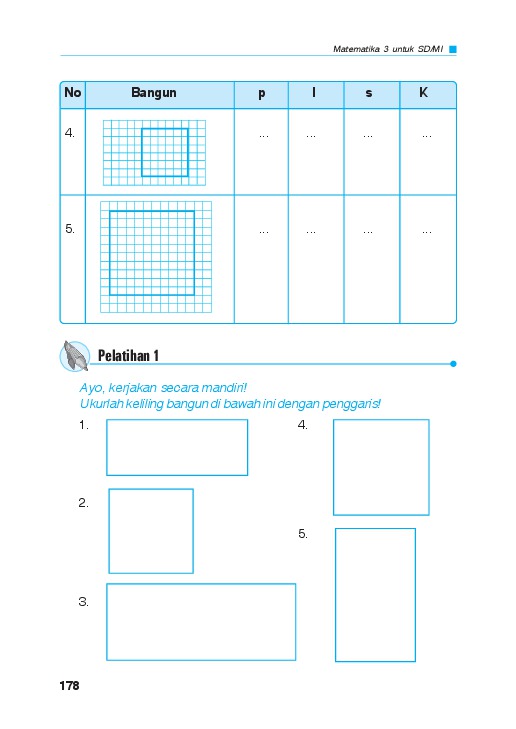 Matematika 3 untuk SD/MI
No Bangun p l s K
4. ... ... ... ...
5. ... ... ... ...
Pelatihan 1
Ayo, kerjakan secara mandiri!
Ukurlah keliling bangun di bawah ini dengan penggaris!
1.
2.
3.
4.
5.
178